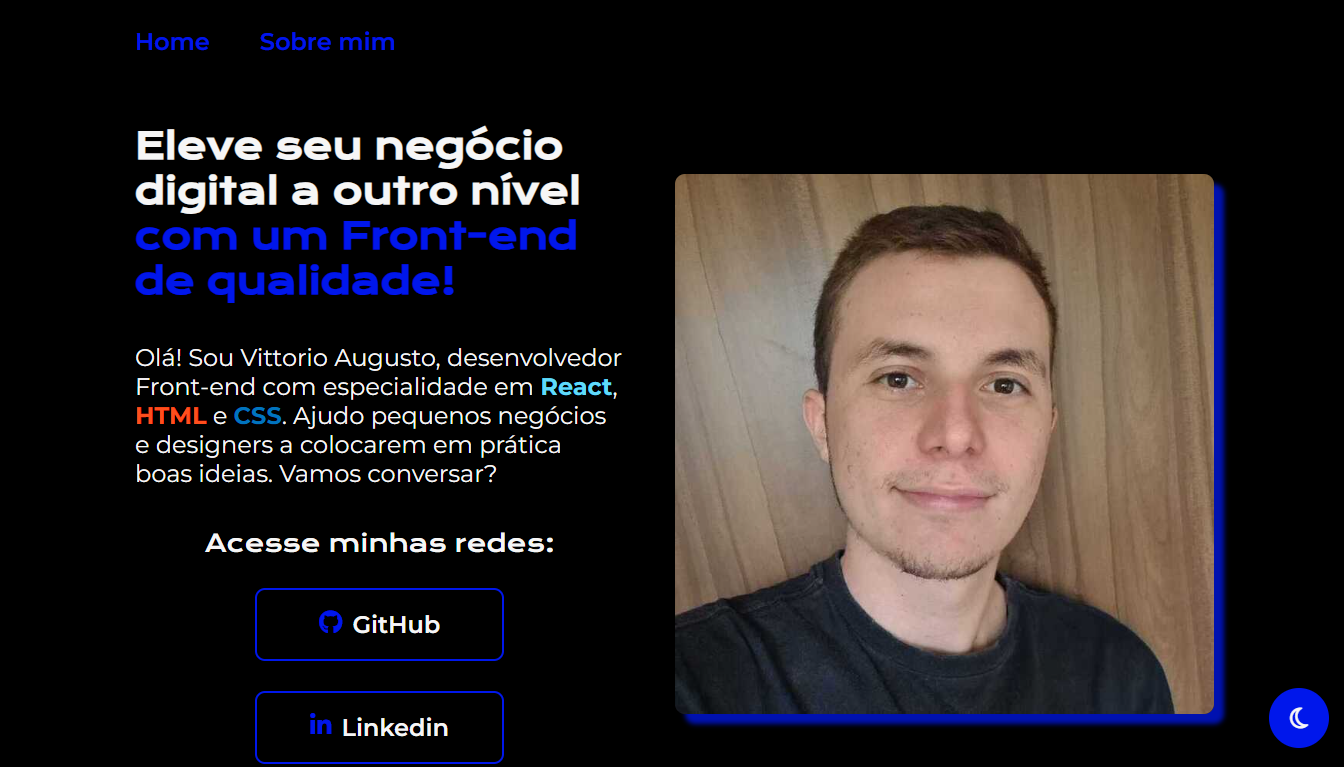 Home Sobre mim
Eleve seu negócio
digital a outro nível
com um Front-end
de qualidade!
Olá! Sou Vittorio Augusto, desenvolvedor
Front-end com especialidade em React,
HTML e CSS. Ajudo pequenos negócios
e designers a colocarem em prática
boas ideias. Vamos conversar?
Acesse minhas redes:
GitHub
Linkedin